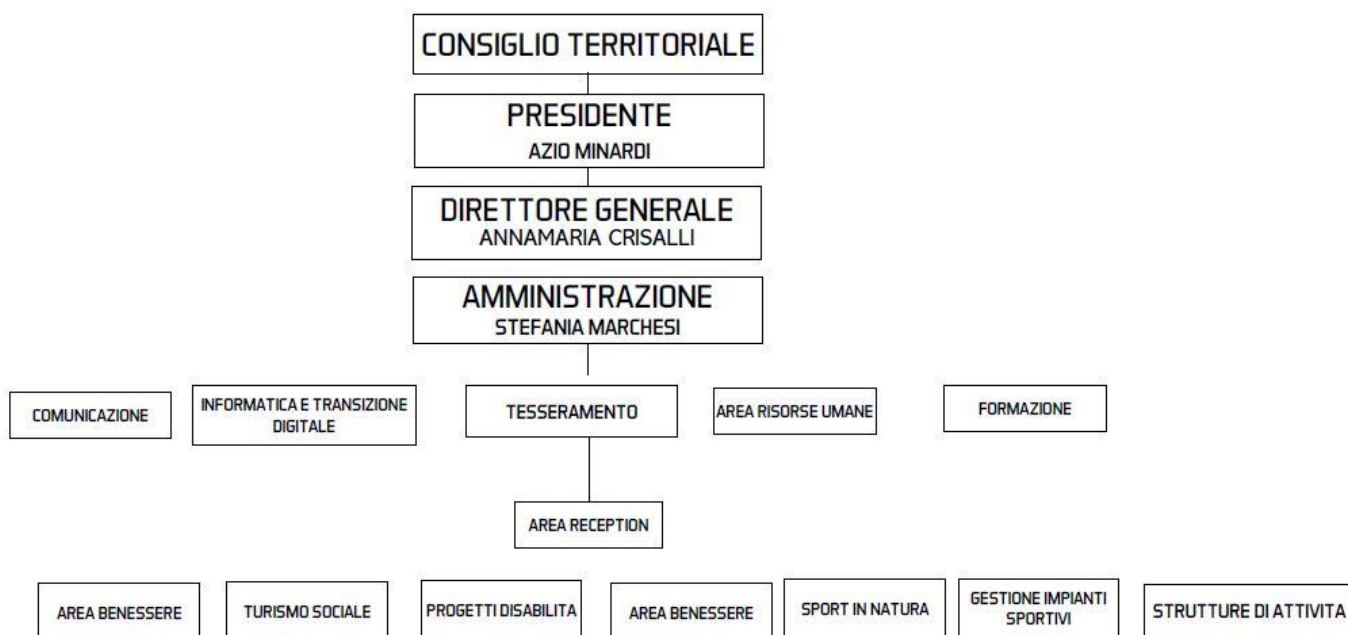 CONSIGLIO TERRITORIALE
PRESIDENTE
AZIO MINARDI
DIRETTORE GENERALE
ANNAMARIA CRISALLI
AMMINISTRAZIONE
STEFANIA MARCHESI
COMUNICAZIONE
INFORMATICA E TRANSIZIONE
DIGITALE
TESSERAMENTO
AREA RISORSE UMANE
FORMAZIONE
AREA RECEPTION
AREA BENESSERE
TURISMO SOCIALE
PROGETTI DISABILITA
AREA BENESSERE
SPORT IN NATURA
GESTIONE IMPIANTI
SPORTIVI
STRUTTURE DI ATTIVITA